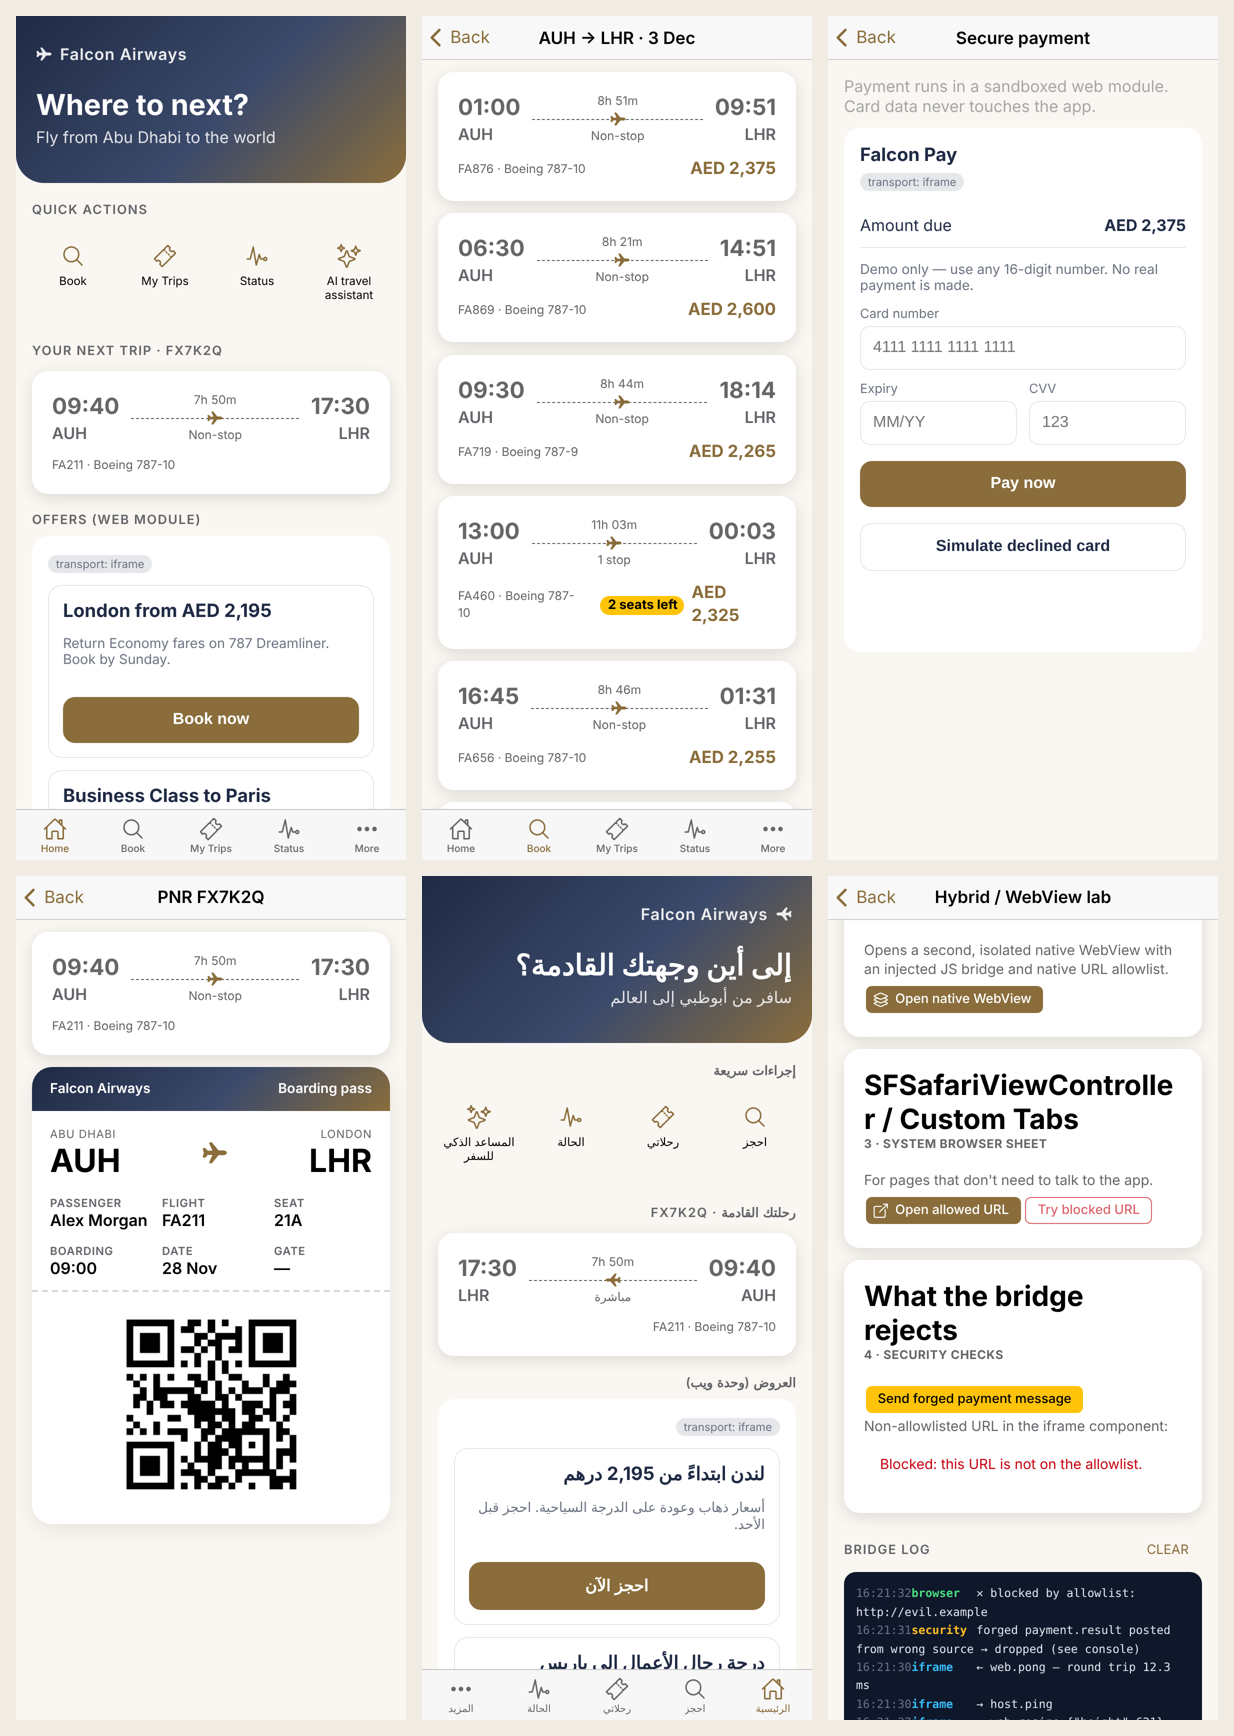 Falcon Airways
Where to next?
Fly from Abu Dhabi to the world
QUICK ACTIONS
Book
My Trips
Status
AI travel
assistant
YOUR NEXT TRIP · FX7K2Q
09:40 7h 50m 17:30
AUH Non-stop LHR
FA211 · Boeing 787-10
OFFERS (WEB MODULE)
transport: iframe
London from AED 2,195
Return Economy fares on 787 Dreamliner.
Book by Sunday.
Book now
Business Class to Paris
Home Book My Trips Status More
Back AUH → LHR · 3 Dec
01:00 8h 51m 09:51
AUH Non-stop LHR
FA876 · Boeing 787-10 AED 2,375
06:30 8h 21m 14:51
AUH Non-stop LHR
FA869 · Boeing 787-10 AED 2,600
09:30 8h 44m 18:14
AUH Non-stop LHR
FA719 · Boeing 787-9 AED 2,265
13:00 11h 03m 00:03
AUH 1 stop LHR
FA460 · Boeing 787-
10
2 seats left
AED
2,325
16:45 8h 46m 01:31
AUH Non-stop LHR
FA656 · Boeing 787-10 AED 2,255
Home Book My Trips Status More
Back Secure payment
Payment runs in a sandboxed web module.
Card data never touches the app.
Falcon Pay
transport: iframe
Amount due AED 2,375
Demo only — use any 16-digit number. No real
payment is made.
Card number
4111 1111 1111 1111
Expiry CVV
MM/YY 123
Pay now
Simulate declined card
Back PNR FX7K2Q
09:40 7h 50m 17:30
AUH Non-stop LHR
FA211 · Boeing 787-10
Falcon Airways Boarding pass
ABU DHABI LONDON
AUH LHR
PASSENGER FLIGHT SEAT
Alex Morgan FA211 21A
BOARDING DATE GATE
09:00 28 Nov —
Falcon Airways
إلى أين وجهتك القادمة؟
سافر من أبوظبي إلى العالم
إجراءات سريعة
احجز
رحلاتي
الحالة
المساعد الذكي
للسفر
رحلتك القادمة · FX7K2Q
17:30 7h 50m 09:40
LHR مباشرة AUH
FA211 · Boeing 787-10
العروض (وحدة ويب)
transport: iframe
لندن ابتداءً من 2,195 درهم
أسعار ذهاب وعودة على الدرجة السياحية. احجز قبل
الأحد.
احجز الآن
درجة رجال الأعمال إلى باريس
الرئيسية احجز رحلاتي الحالة المزيد
Back Hybrid / WebView lab
Opens a second, isolated native WebView with
an injected JS bridge and native URL allowlist.
Open native WebView
SFSafariViewControlle
r / Custom Tabs
3 · SYSTEM BROWSER SHEET
For pages that don't need to talk to the app.
Open allowed URL Try blocked URL
What the bridge
rejects
4 · SECURITY CHECKS
Send forged payment message
Non-allowlisted URL in the iframe component:
Blocked: this URL is not on the allowlist.
BRIDGE LOG CLEAR
16:21:32browser × blocked by allowlist:
http://evil.example
16:21:31security forged payment.result posted
from wrong source → dropped (see console)
16:21:30iframe ← web.pong — round trip 12.3
ms
16:21:30iframe → host.ping